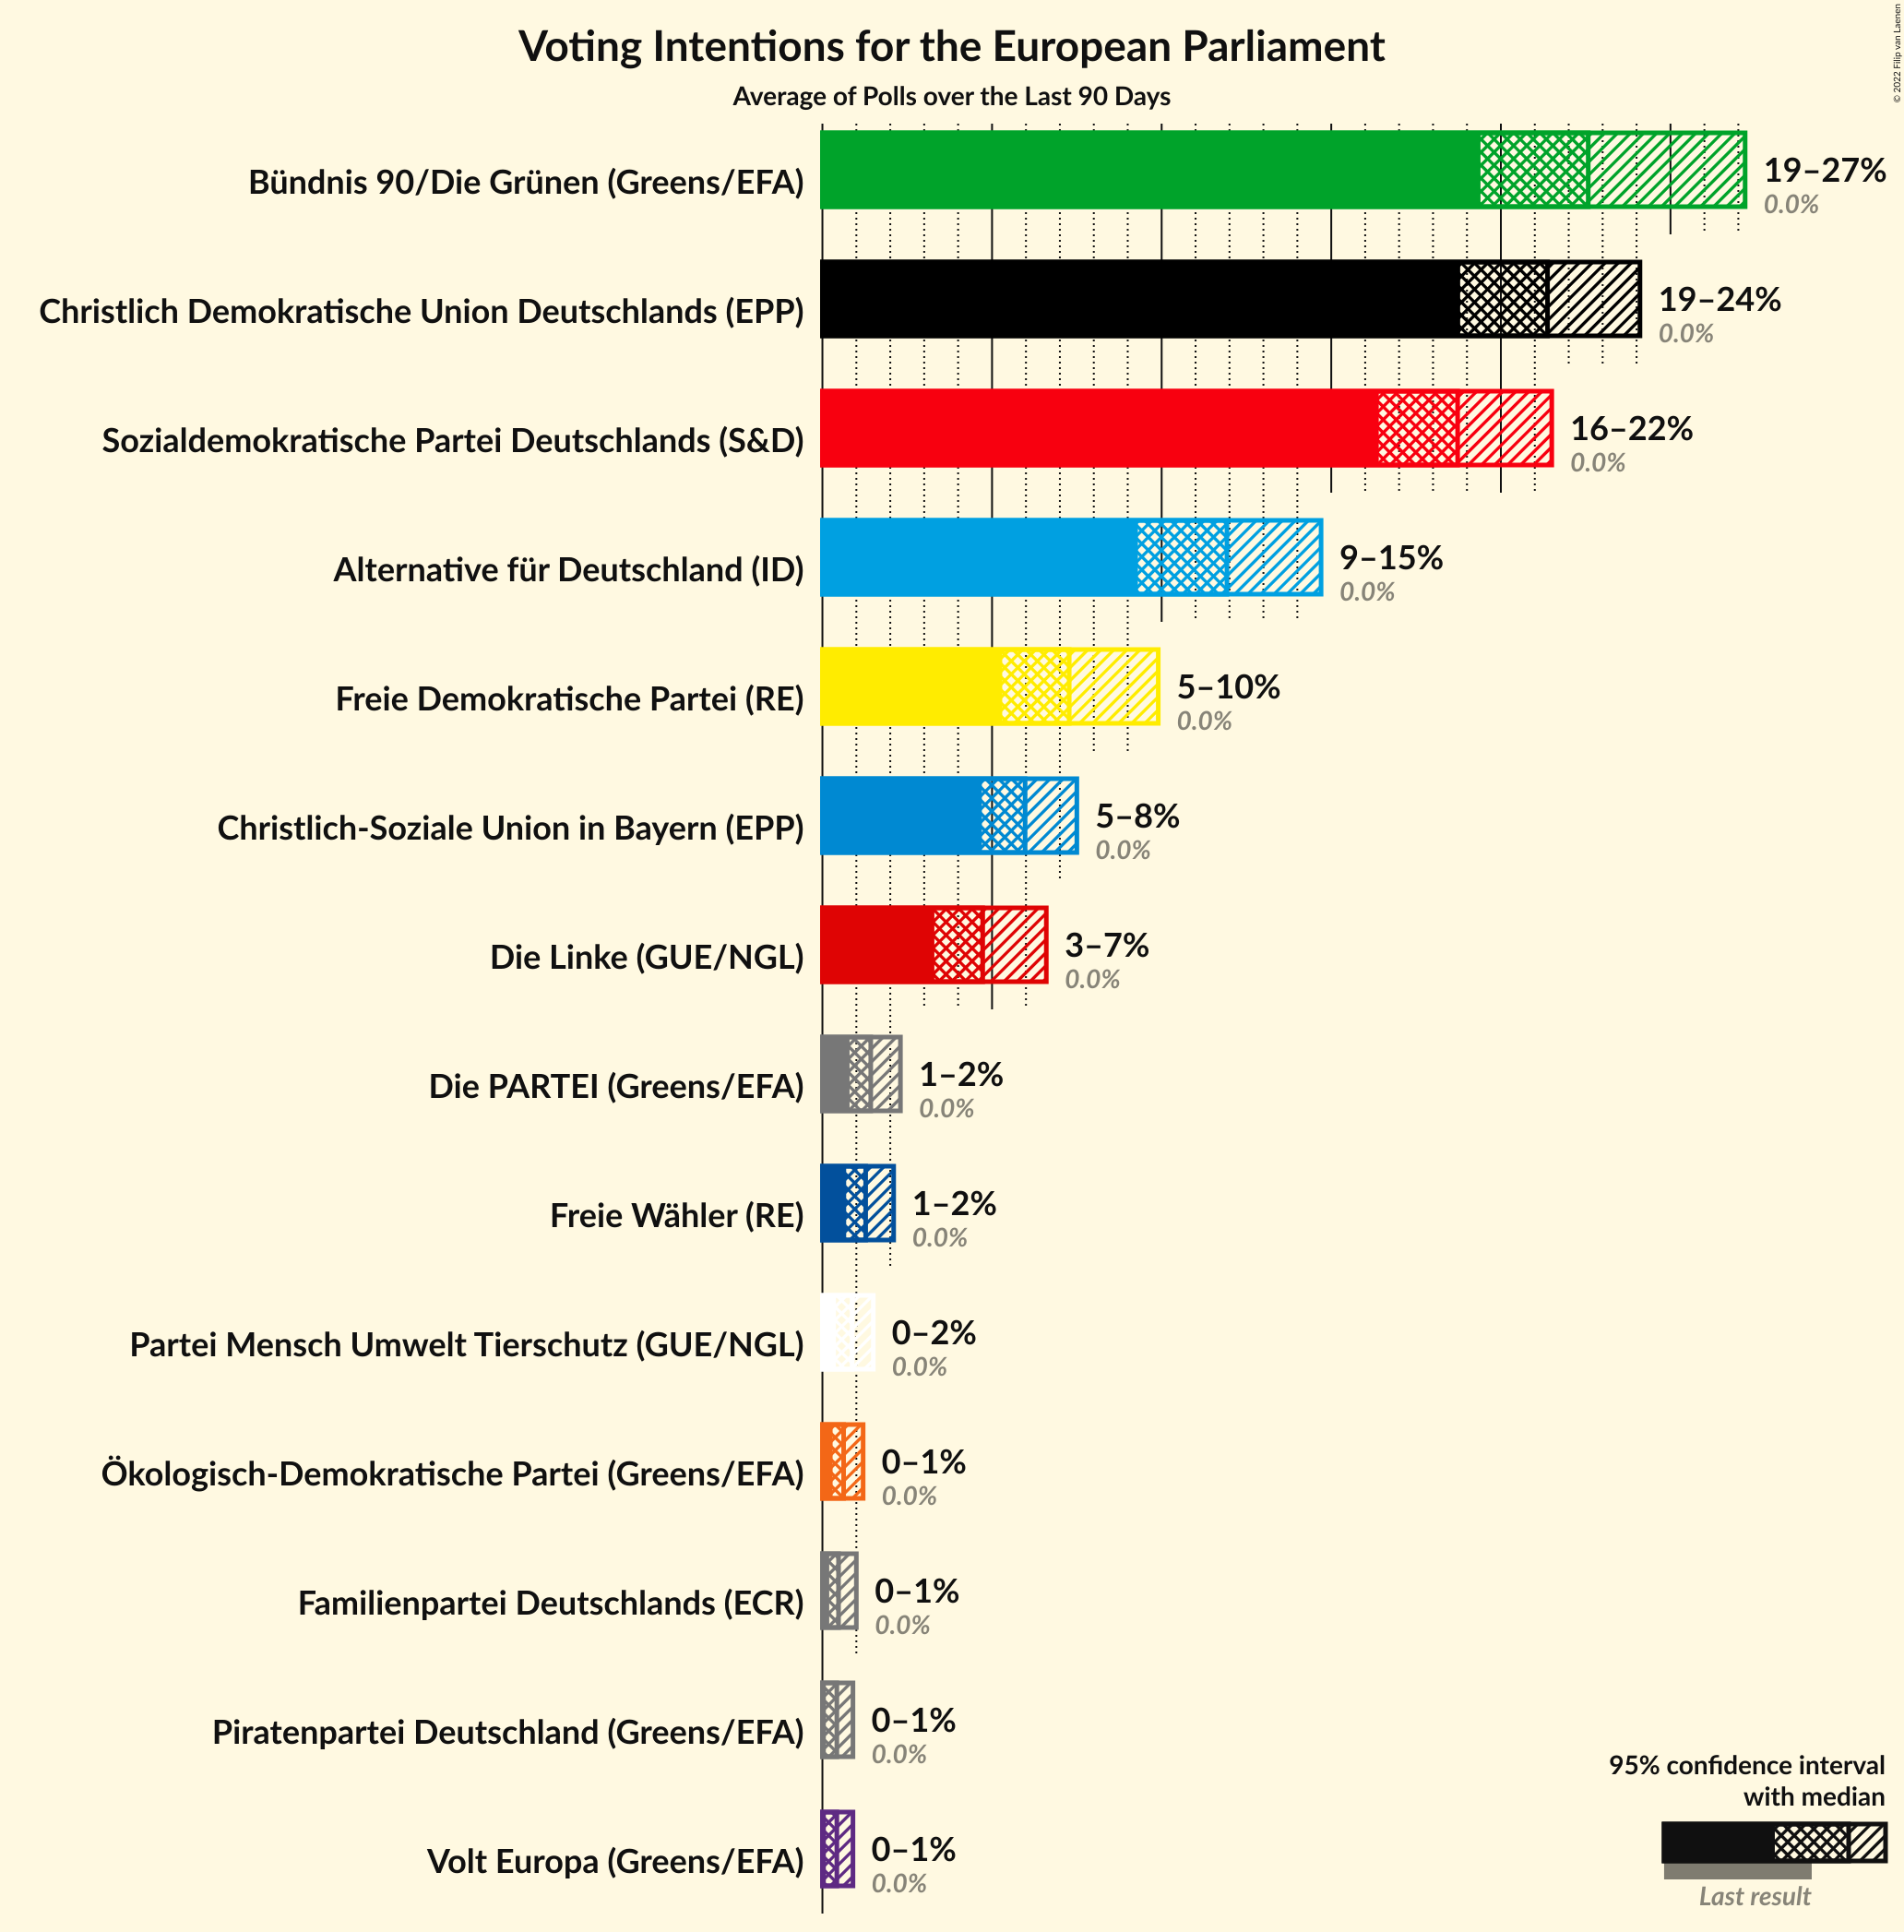 Voting Intentions for the European Parliament
Average of Polls over the Last 90 Days
© 2022 Filip van Laenen
Bündnis 90/Die Grünen (Greens/EFA)
19–27%
0.0%
Christlich Demokratische Union Deutschlands (EPP)
19–24%
0.0%
Sozialdemokratische Partei Deutschlands (S&D)
16–22%
0.0%
Alternative für Deutschland (ID)
9–15%
0.0%
Freie Demokratische Partei (RE)
5–10%
0.0%
Christlich-Soziale Union in Bayern (EPP)
5–8%
0.0%
Die Linke (GUE/NGL)
3–7%
0.0%
Die PARTEI (Greens/EFA)
1–2%
0.0%
Freie Wähler (RE)
1–2%
0.0%
Partei Mensch Umwelt Tierschutz (GUE/NGL)
0–2%
0.0%
Ökologisch-Demokratische Partei (Greens/EFA)
0–1%
0.0%
Familienpartei Deutschlands (ECR)
0–1%
0.0%
Piratenpartei Deutschland (Greens/EFA)
0–1%
0.0%
Volt Europa (Greens/EFA)
0–1%
0.0%
95% confidence interval
with median
Last result